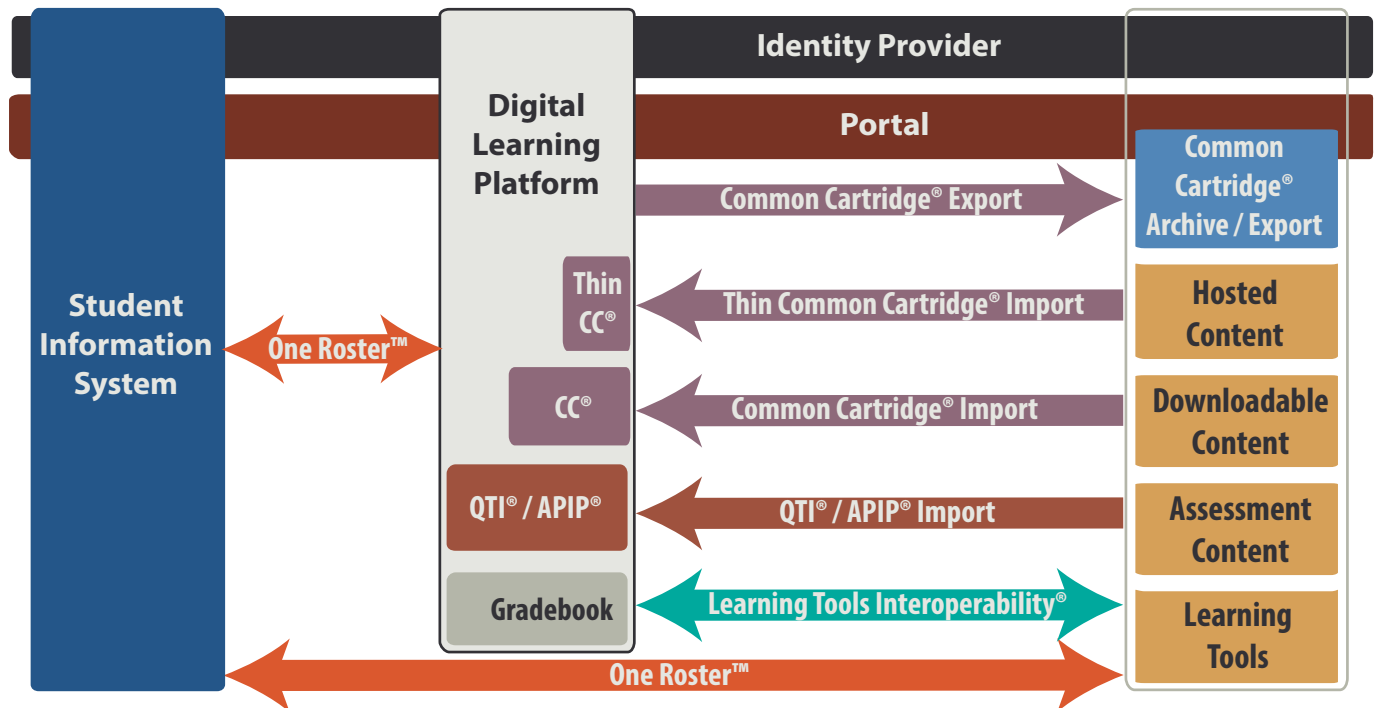 Identity Provider
Portal
Student
Information
System
One Roster™
Digital
Learning
Platform
Thin
CC®
CC®
QTI® / APIP®
Gradebook
Common Cartridge® Export
Thin Common Cartridge® Import
Common Cartridge® Import
QTI® / APIP® Import
Learning Tools Interoperability®
One Roster™
Common
Cartridge®
Archive / Export
Hosted
Content
Downloadable
Content
Assessment
Content
Learning
Tools